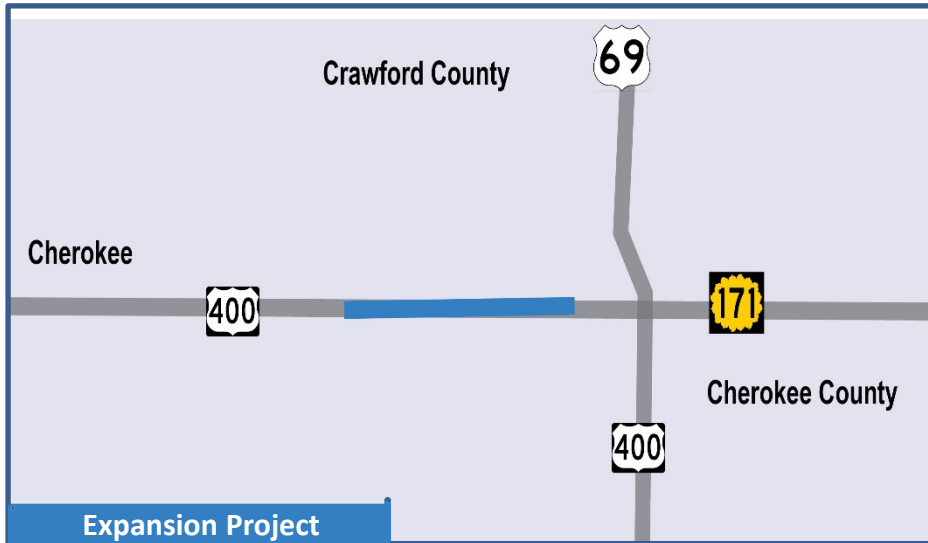 69
Crawford County
Cherokee
400
171
Cherokee County
400
Expansion Project